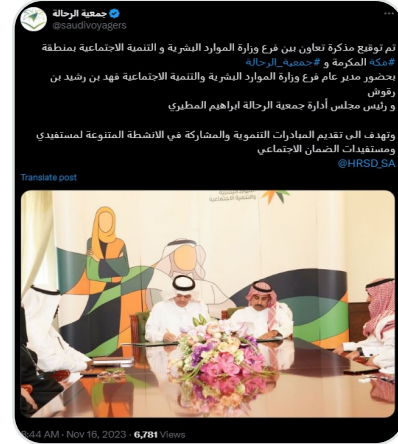 جمعية الرحالة
@saudivoyagers
تم توقيع مذكرة تعاون بين فرع وزارة الموارد البشرية و التنمية الاجتماعية بمنطقة
#مكة المكرمة و #جمعية_الرحالة
بحضور مدير عام فرع وزارة الموارد البشرية والتنمية الاجتماعية فهد بن رشيد بن
رقوش
و رئيس مجلس أدارة جمعية الرحالة ابراهيم المطيري
وتهدف الى تقديم المبادرات التنموية والمشاركة في الانشطة المتنوعة لمستفيدي
ومستفيدات الضمان الاجتماعي
@HRSD_SA
Translate post
والتنمية الاجتماعية
8:44 AM · Nov 16, 2023 · 6,781 Views